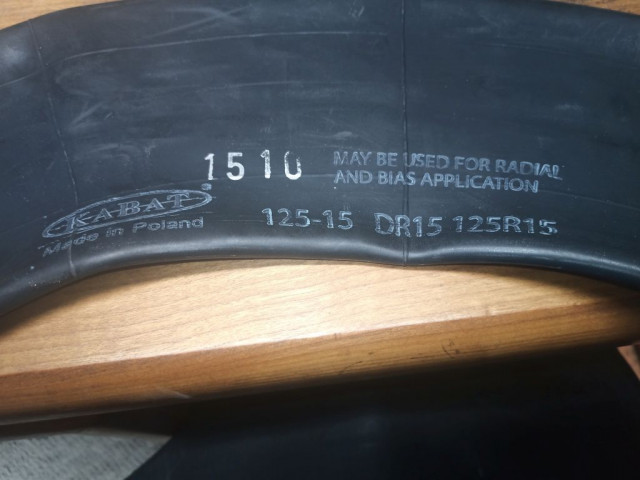 1510
MAY BE USED FOR RADIAL
AND BIAS APPLICATION
KABAT
Made in Poland
125-15 DR15 125R15